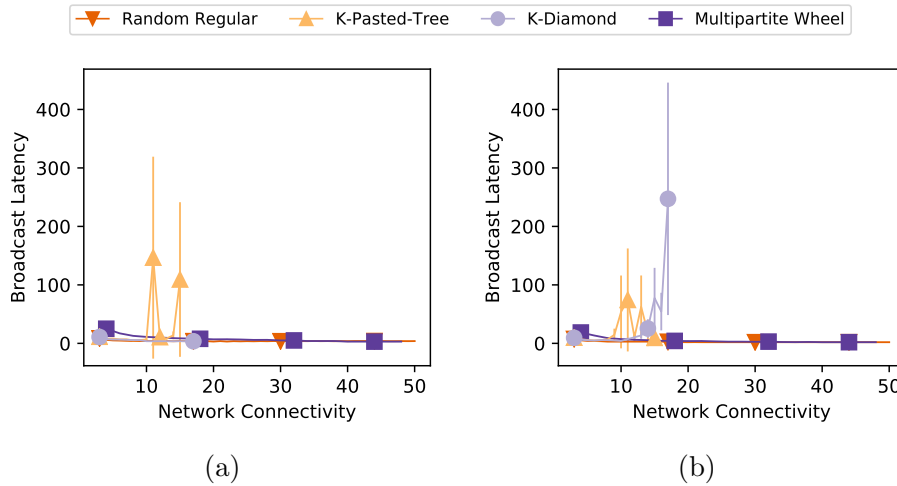 Random Regular K-Pasted-Tree K-Diamond Multipartite Wheel
Broadcast Latency
400
300
200
100
0
10 20 30 40 50
Network Connectivity
(a)
Broadcast Latency
400
300
200
100
0
10 20 30 40 50
Network Connectivity
(b)